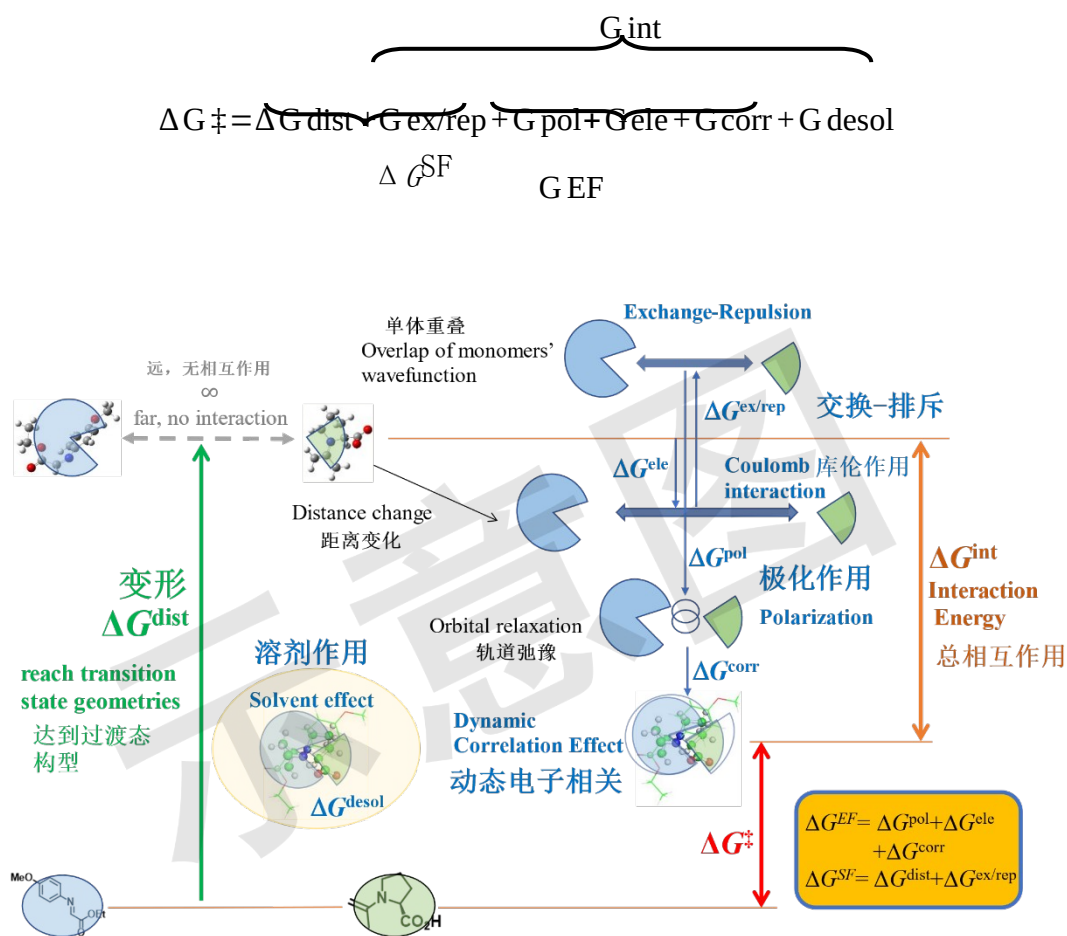 G int
ΔG‡=ΔG dist+G ex/rep+G pol+G ele+G corr+G desol
Δ G^SF
G EF
单体重叠
Overlap of monomers'
wavefunction
Exchange-Repulsion
远，无相互作用
∞
far, no interaction
ΔG^ex/rep
交换-排斥
ΔG^ele
Coulomb 库伦作用
interaction
Distance change
距离变化
ΔG^pol
极化作用
Polarization
ΔG^int
Interaction
Energy
总相互作用
变形
ΔG^dist
Orbital relaxation
轨道弛豫
reach transition
state geometries
达到过渡态
构型
溶剂作用
Solvent effect
ΔG^desol
ΔG^corr
Dynamic
Correlation Effect
动态电子相关
ΔG^‡
ΔG^EF= ΔG^pol+ΔG^ele
+ΔG^corr
ΔG^SF= ΔG^dist+ΔG^ex/rep
MeO
N
OEt
O
N
CO₂H
示意图